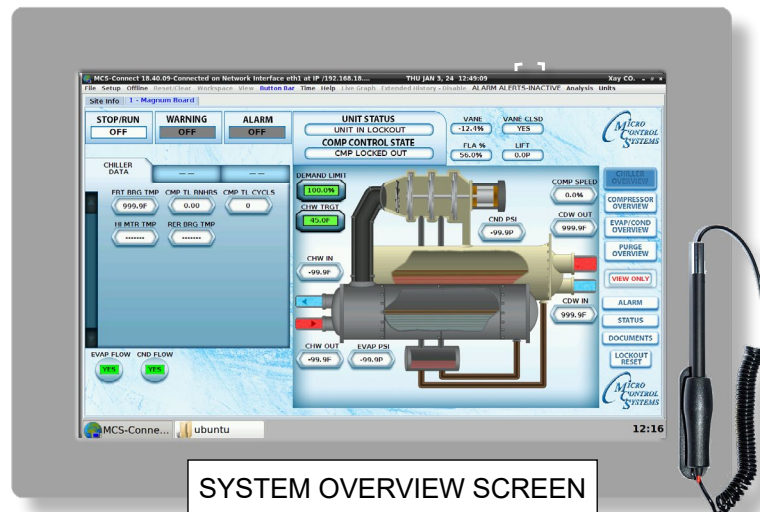 MCS-Connect 18.40.09-Connected on Network Interface eth1 at IP /192.168.18.... THU JAN 3, 24 12:49:09 Xay CO.
File Setup Offline Reset/Clear Workspace View Button Bar Time Help Live Graph Extended History-Disable ALARM ALERTS-INACTIVE Analysis Units
Site Info 1 - Magnum Board
STOP/RUN WARNING ALARM
OFF OFF OFF
UNIT STATUS
UNIT IN LOCKOUT
COMP CONTROL STATE
CMP LOCKED OUT
VANE VANE CLSD
-12.4% YES
FLA % LIFT
56.0% 0.0P
MICRO
CONTROL
SYSTEMS
CHILLER
DATA
-- --
-- --
FRT BRG TMP CMP TL RNHRS CMP TL CYCLS
999.9F 0.00 0
HI MTR TMP RCR BRG TMP
------- -------
EVAP FLOW CND FLOW
YES YES
DEMAND LIMIT
100.0%
CHW TRGT
45.0F
CHW IN
-99.9F
CHW OUT EVAP PSI
-99.9F -99.9P
CND PSI
-99.9P
COMP SPEED
0.0%
CDW OUT
999.9F
CDW IN
999.9F
CHILLER
OVERVIEW
COMPRESSOR
OVERVIEW
EVAP/COND
OVERVIEW
PURGE
OVERVIEW
VIEW ONLY
ALARM
STATUS
DOCUMENTS
LOCKOUT
RESET
MICRO
CONTROL
SYSTEMS
MCS-Conne... ubuntu 12:16
SYSTEM OVERVIEW SCREEN